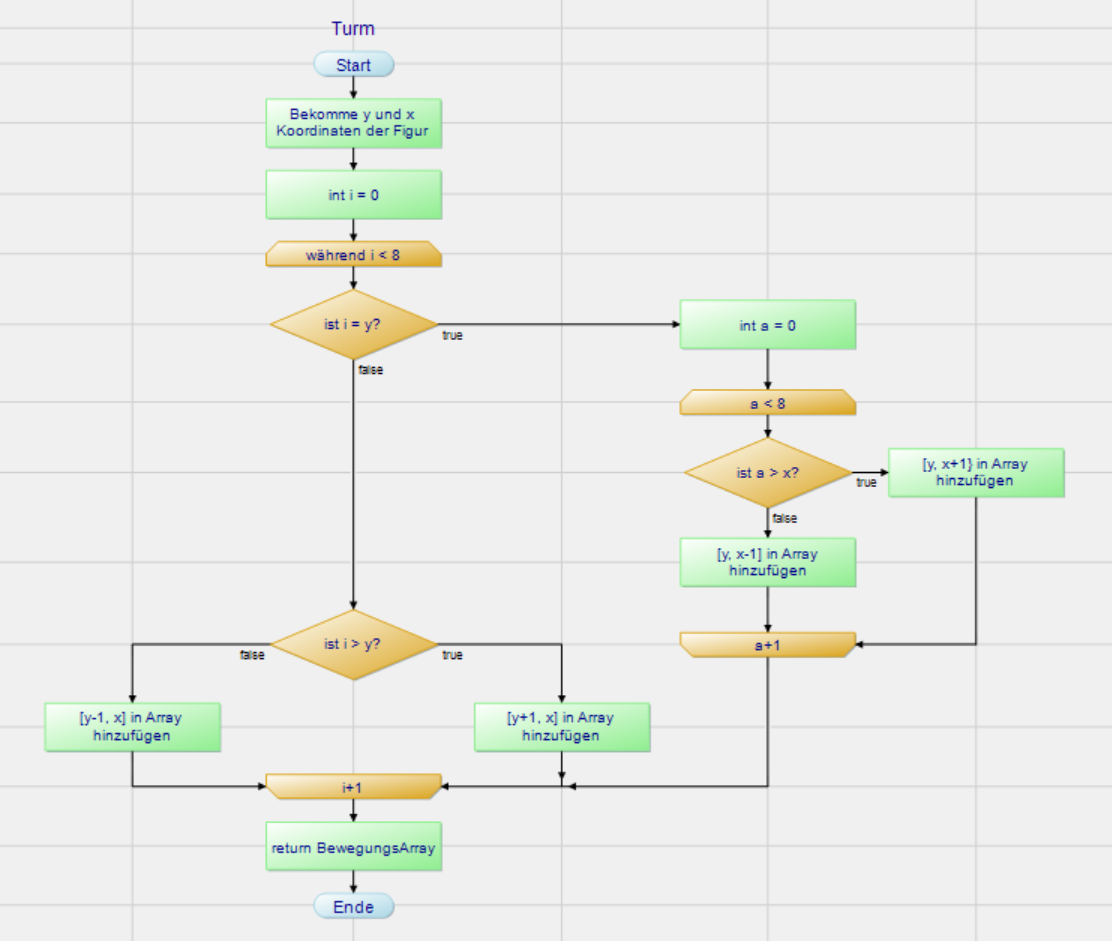 Turm
Start
Bekomme y und x
Koordinaten der Figur
int i = 0
während i < 8
ist i = y?
true
false
int a = 0
a < 8
ist a > x?
true
false
[y, x+1} in Array
hinzufügen
[y, x-1] in Array
hinzufügen
a+1
ist i > y?
false
true
[y-1, x] in Array
hinzufügen
[y+1, x] in Array
hinzufügen
i+1
return BewegungsArray
Ende